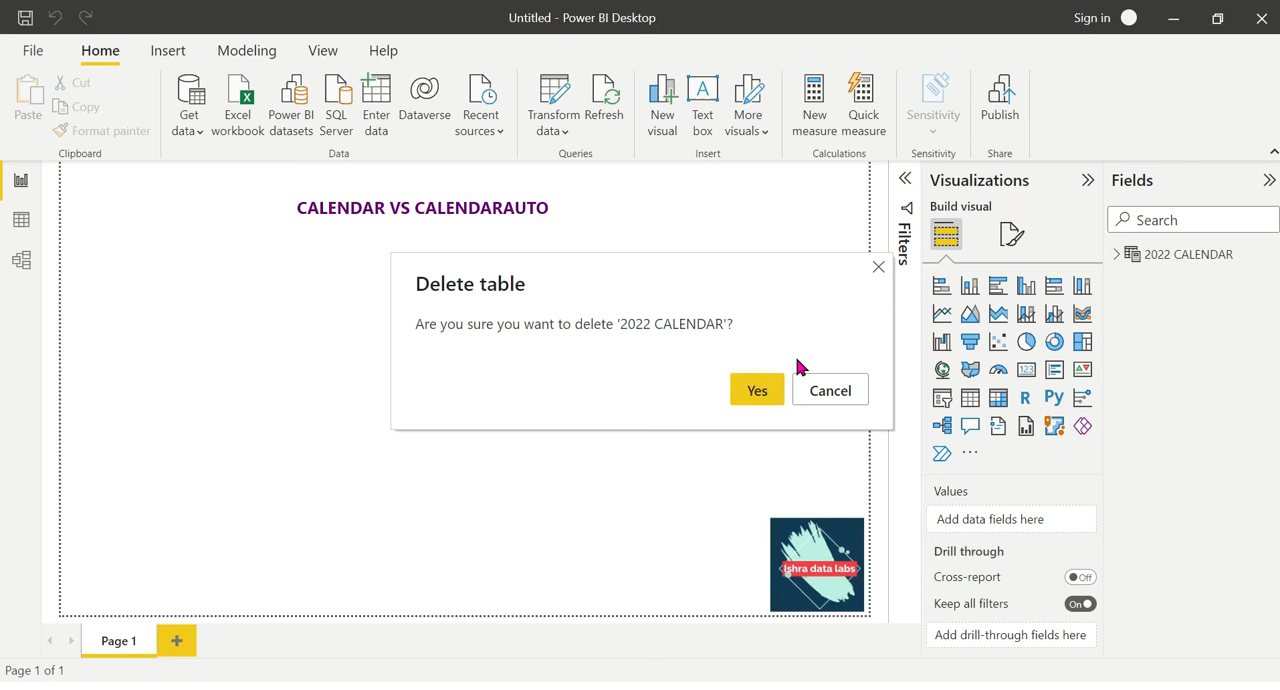 Untitled - Power BI Desktop
Sign in
File Home Insert Modeling View Help
Paste
Cut
Copy
Format painter
Clipboard
Get data
Excel workbook
Power BI datasets
SQL Server
Enter data
Dataverse
Recent sources
Data
Transform data
Refresh
Queries
New visual
Text box
More visuals
Insert
New measure
Quick measure
Calculations
Sensitivity
Sensitivity
Publish
Share
CALENDAR VS CALENDARAUTO
Delete table
Are you sure you want to delete '2022 CALENDAR'?
Yes
Cancel
Ishra data labs
Filters
Visualizations
Build visual
123
R
Py
Values
Add data fields here
Drill through
Cross-report
Off
Keep all filters
On
Add drill-through fields here
Fields
Search
2022 CALENDAR
Page 1
Page 1 of 1